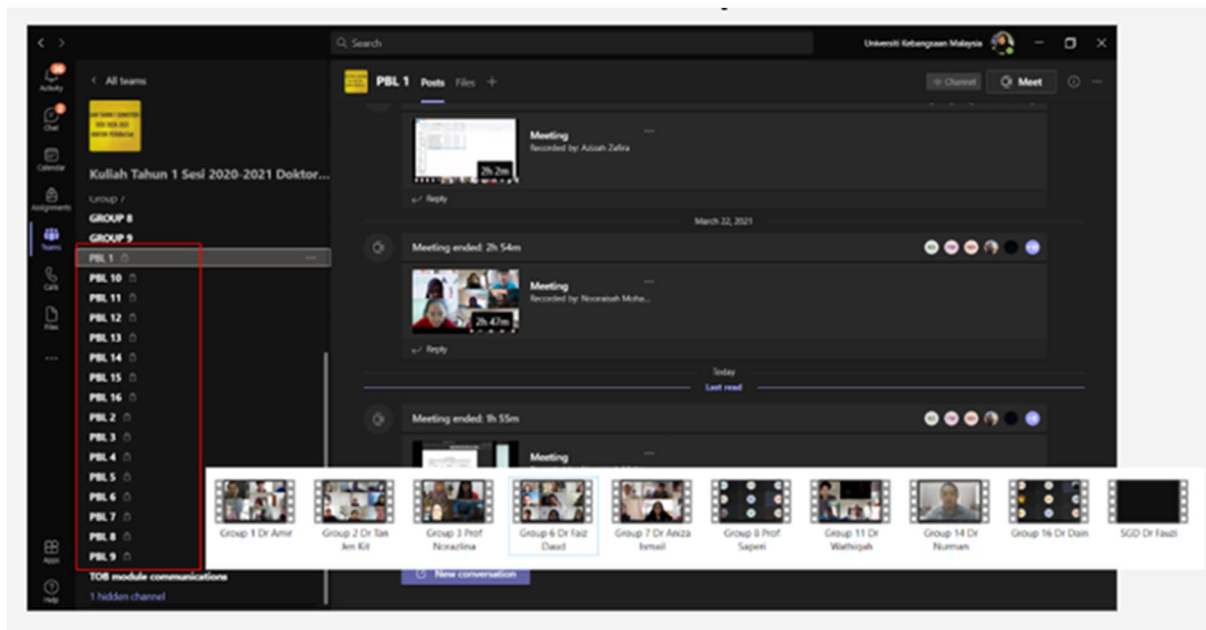 Search
Universiti Kebangsaan Malaysia
Activity
Chat
Calendar
Assignments
Teams
Calls
Files
Apps
Help
All teams
Kuliah Tahun 1 Sesi 2020-2021 Doktor...
Group 7
GROUP 8
GROUP 9
PBL 1
PBL 10
PBL 11
PBL 12
PBL 13
PBL 14
PBL 15
PBL 16
PBL 2
PBL 3
PBL 4
PBL 5
PBL 6
PBL 7
PBL 8
PBL 9
TOB module communications
1 hidden channel
PBL 1 Posts Files +
Channel
Meet
Meeting
Recorded by: Azizah Zafira
2h 2m
Reply
March 22, 2021
Meeting ended: 2h 54m
Meeting
Recorded by: Nooraisah Moha...
2h 47m
Reply
Today
Last read
Meeting ended: 1h 55m
Meeting
Group 1 Dr Amir
Group 2 Dr Tan
Jen Kit
Group 3 Prof
Norazlina
Group 6 Dr Faiz
Daud
Group 7 Dr Aniza
Ismail
Group 8 Prof
Saperi
Group 11 Dr
Wathiqah
Group 14 Dr
Nurman
Group 16 Dr Dain
SGD Dr Fauzi
New conversation